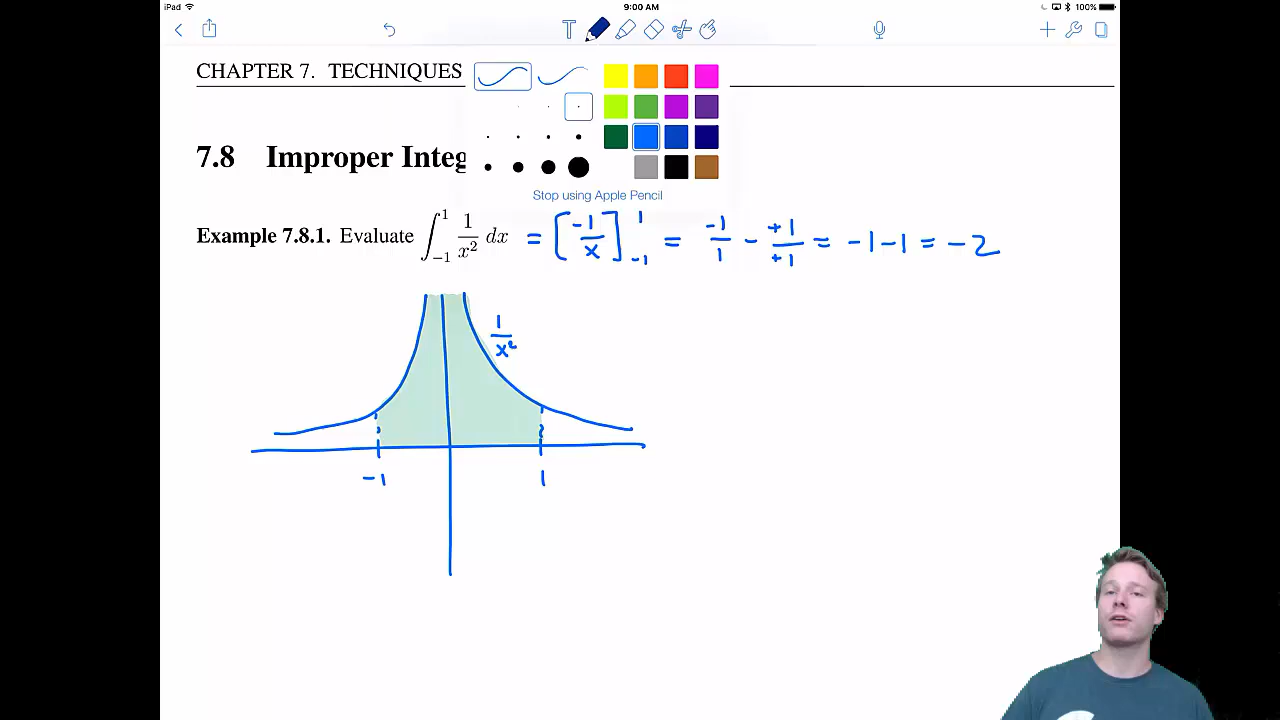 iPad 9:00 AM 100%
CHAPTER 7. TECHNIQUES
7.8 Improper Integ
Stop using Apple Pencil
Example 7.8.1. Evaluate ∫_{-1}^{1} 1/x² dx = [-1/x]_{-1}^{1} = -1/1 - +1/+1 = -1-1 = -2
1/x²
-1 1